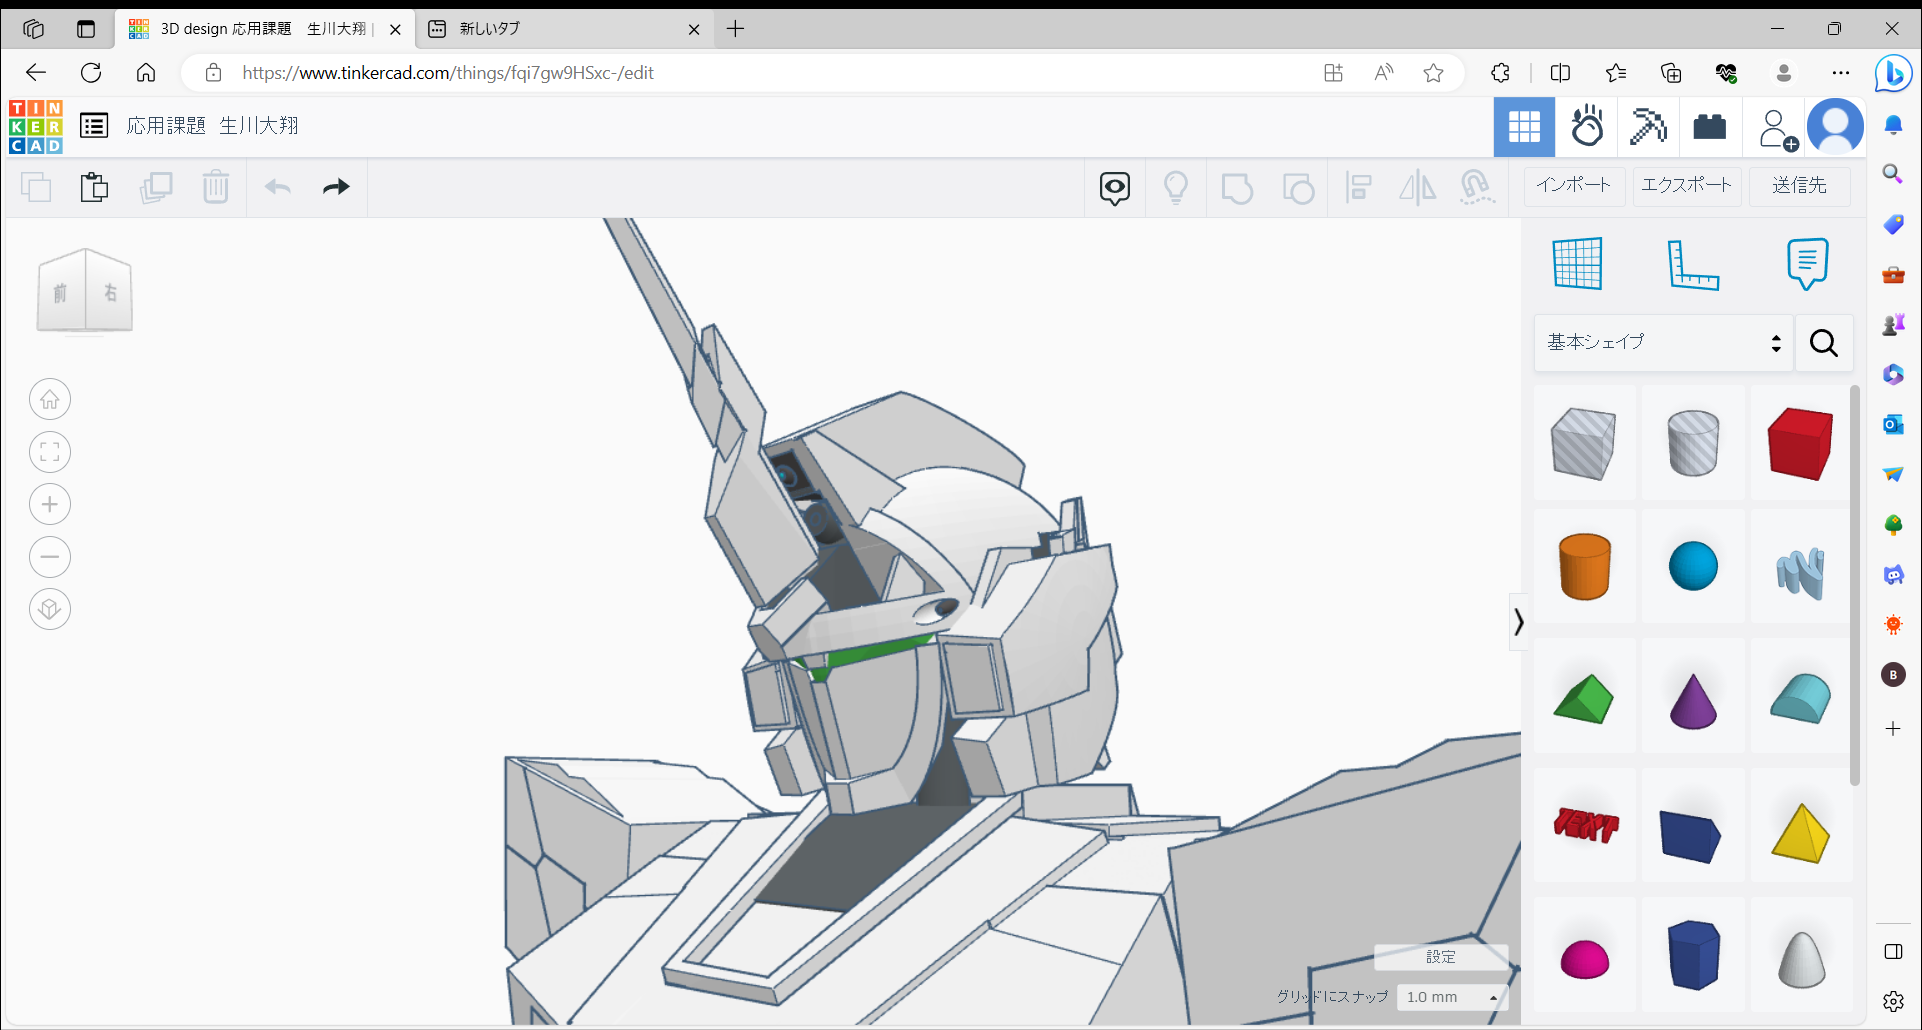 3D design 応用課題 生川大翔 |
新しいタブ
https://www.tinkercad.com/things/fqi7gw9HSxc-/edit
TIN
KER
CAD
応用課題 生川大翔
インポート
エクスポート
送信先
前
右
基本シェイプ
TEXT
B
設定
グリッドにスナップ
1.0 mm